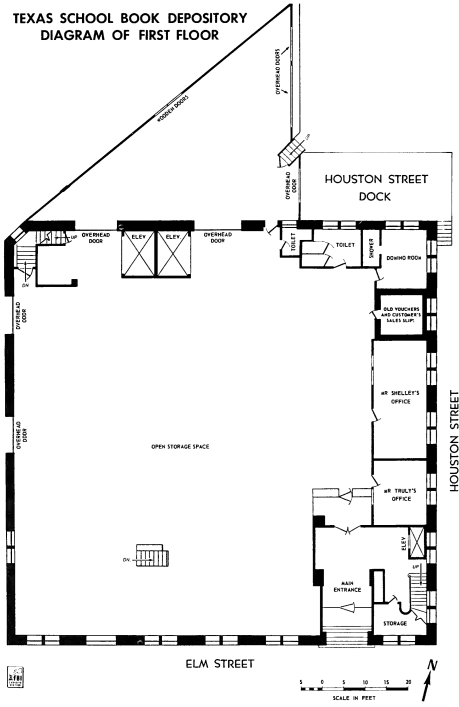 TEXAS SCHOOL BOOK DEPOSITORY
DIAGRAM OF FIRST FLOOR
OVERHEAD DOORS
WOODEN DOORS
UP
OVERHEAD DOOR
HOUSTON STREET
DOCK
UP
OVERHEAD
DOOR
ELEV.
ELEV.
OVERHEAD
DOOR
TOILET
TOILET
SHOWER
DOMINO ROOM
DN
OVERHEAD
DOOR
OLD VOUCHERS
AND CUSTOMER'S
SALES SLIPS
MR SHELLEY'S
OFFICE
HOUSTON STREET
OVERHEAD
DOOR
OPEN STORAGE SPACE
MR TRULY'S
OFFICE
DN
ELEV
UP
MAIN
ENTRANCE
STORAGE
ELM STREET
N
5 0 5 10 15 20
SCALE IN FEET